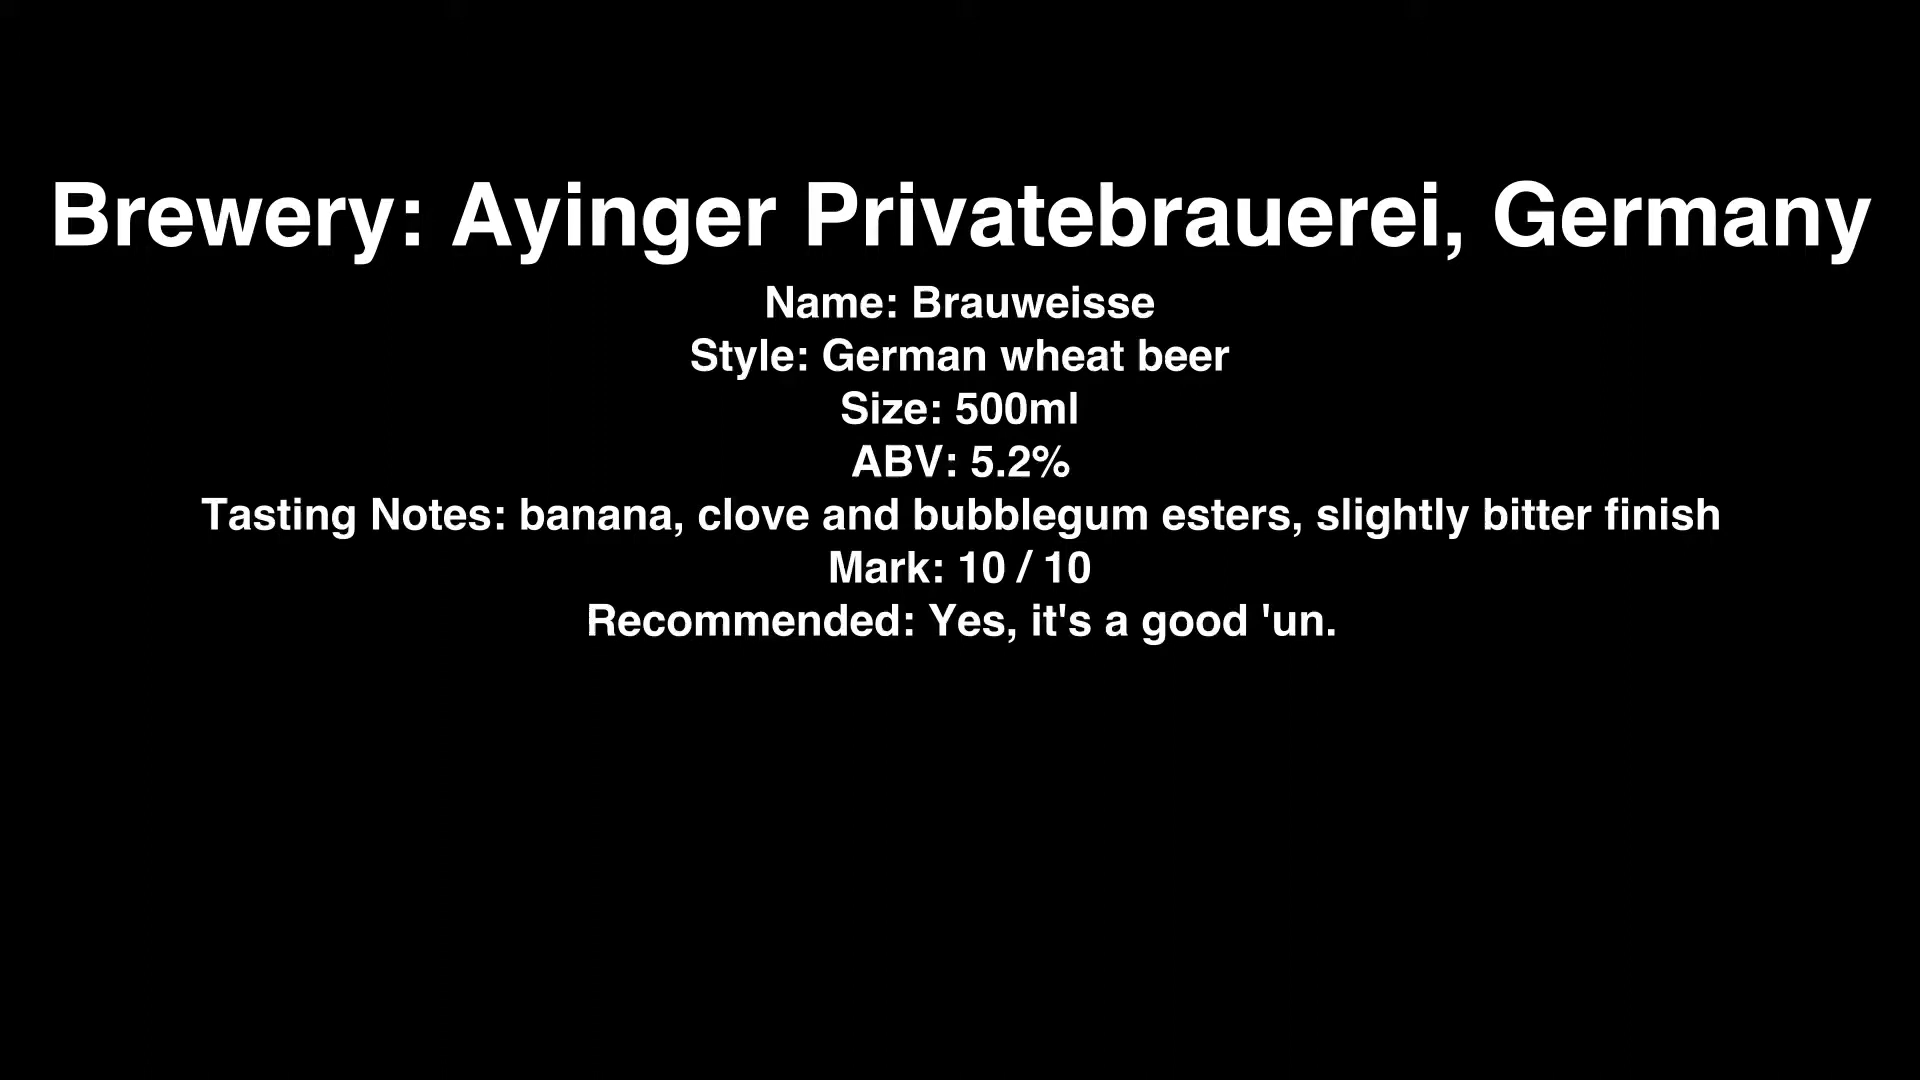 Brewery: Ayinger Privatebrauerei, Germany
Name: Brauweisse
Style: German wheat beer
Size: 500ml
ABV: 5.2%
Tasting Notes: banana, clove and bubblegum esters, slightly bitter finish
Mark: 10 / 10
Recommended: Yes, it's a good 'un.